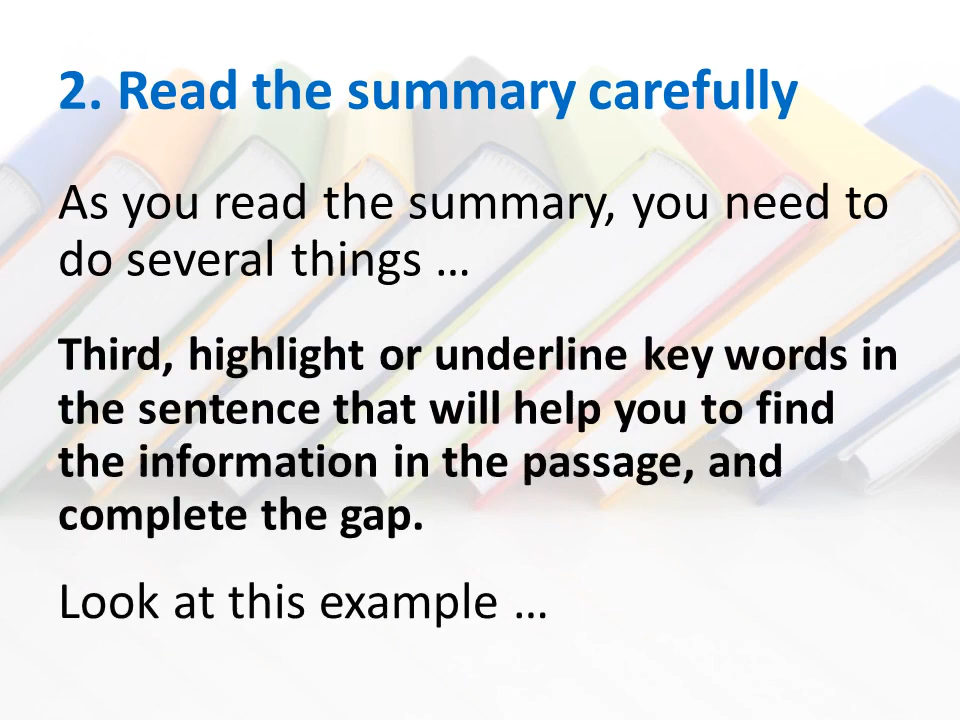 2. Read the summary carefully
As you read the summary, you need to
do several things …
Third, highlight or underline key words in
the sentence that will help you to find
the information in the passage, and
complete the gap.
Look at this example …